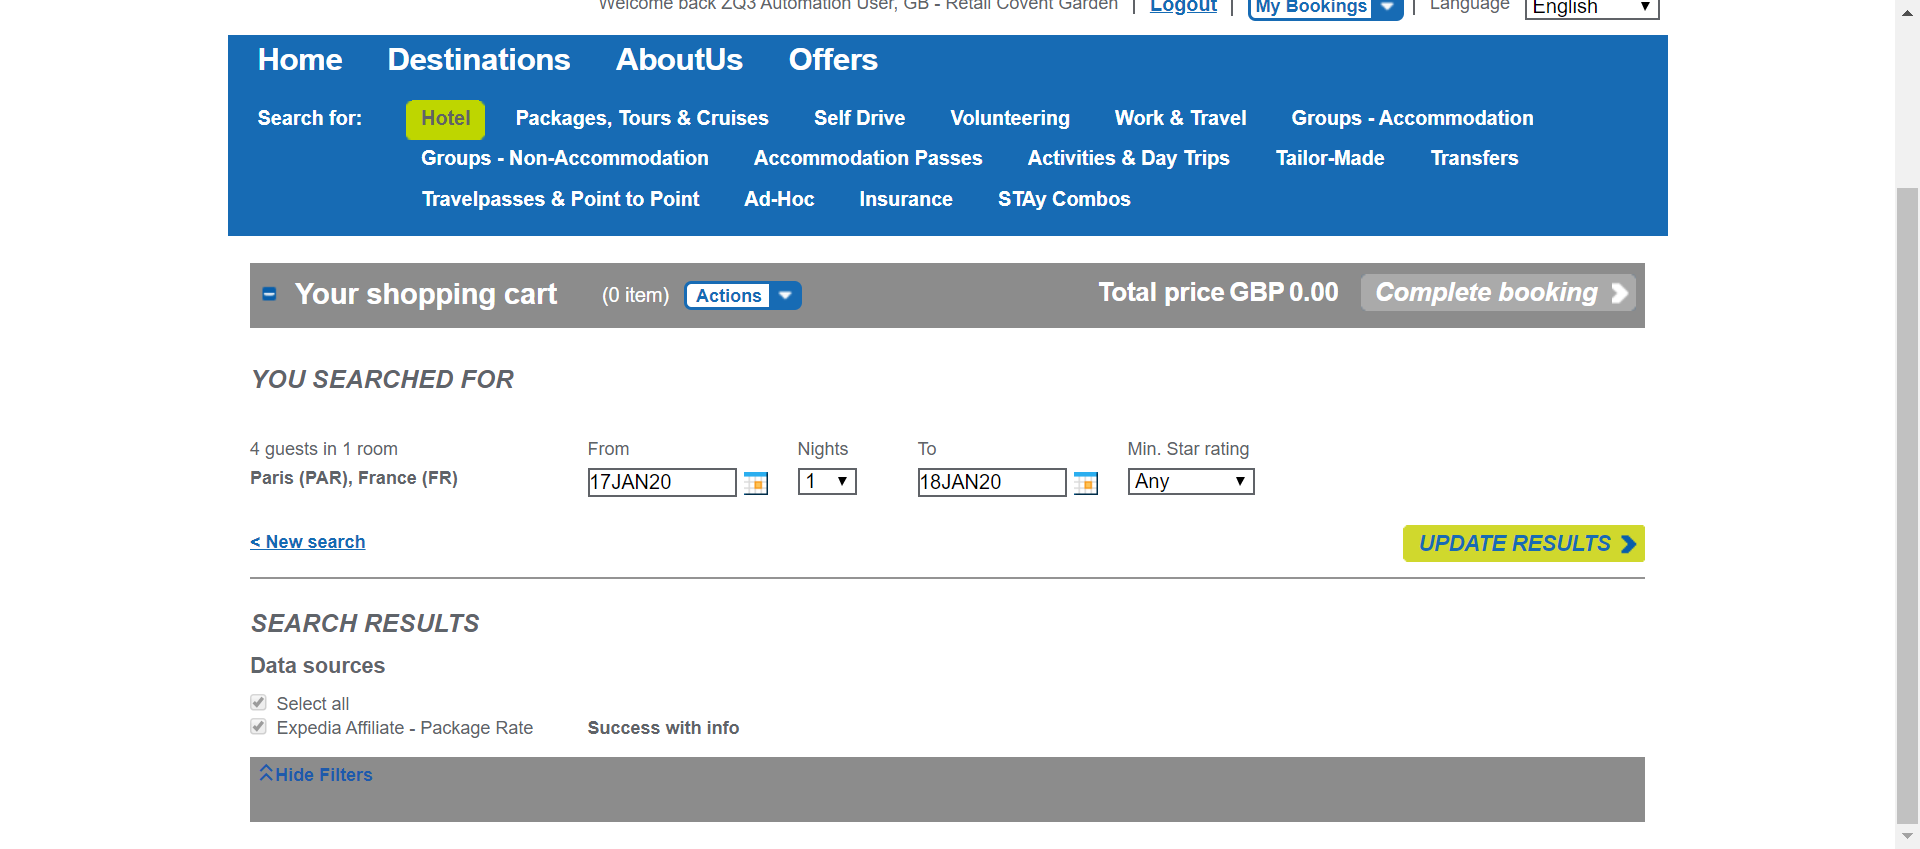 Welcome back ZQ3 Automation User, GB - Retail Covent Garden | Logout | My Bookings | Language English
Home Destinations AboutUs Offers
Search for: Hotel Packages, Tours & Cruises Self Drive Volunteering Work & Travel Groups - Accommodation
Groups - Non-Accommodation Accommodation Passes Activities & Day Trips Tailor-Made Transfers
Travelpasses & Point to Point Ad-Hoc Insurance STAy Combos
Your shopping cart (0 item) Actions Total price GBP 0.00 Complete booking
YOU SEARCHED FOR
4 guests in 1 room From Nights To Min. Star rating
Paris (PAR), France (FR) 17JAN20 1 18JAN20 Any
< New search UPDATE RESULTS
SEARCH RESULTS
Data sources
Select all
Expedia Affiliate - Package Rate Success with info
Hide Filters